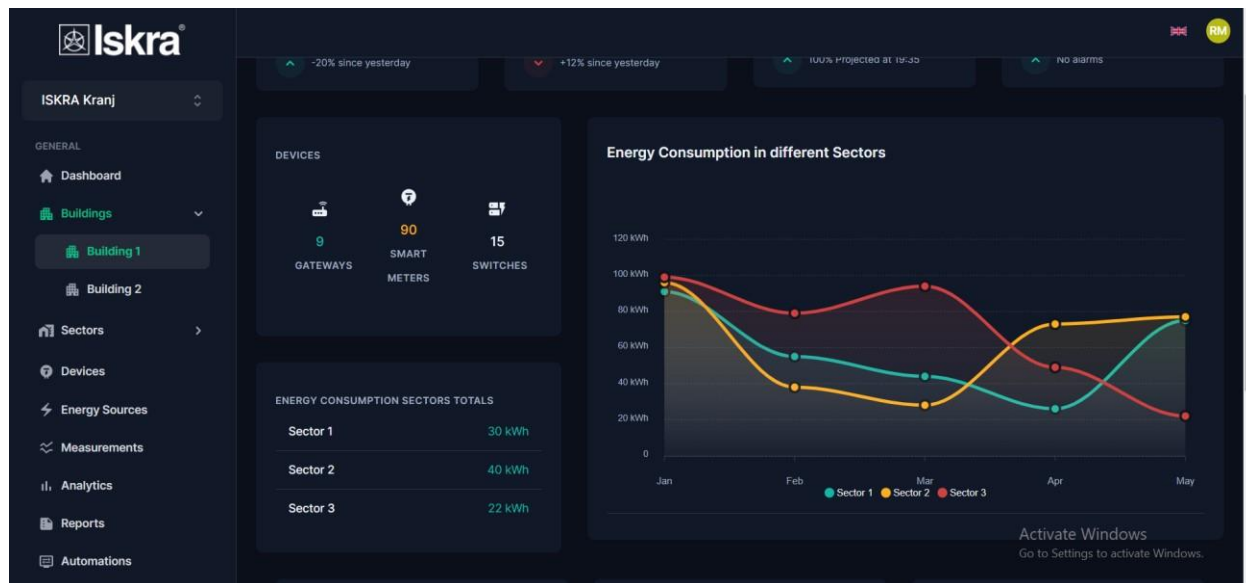 Iskra®
RM
-20% since yesterday
+12% since yesterday
100% Projected at 19:35
No alarms
ISKRA Kranj
GENERAL
Dashboard
Buildings
Building 1
Building 2
Sectors
Devices
Energy Sources
Measurements
Analytics
Reports
Automations
DEVICES
9
GATEWAYS
90
SMART
METERS
15
SWITCHES
ENERGY CONSUMPTION SECTORS TOTALS
Sector 1 30 kWh
Sector 2 40 kWh
Sector 3 22 kWh
Energy Consumption in different Sectors
120 kWh
100 kWh
80 kWh
60 kWh
40 kWh
20 kWh
0
Jan Feb Mar Apr May
Sector 1 Sector 2 Sector 3
Activate Windows
Go to Settings to activate Windows.